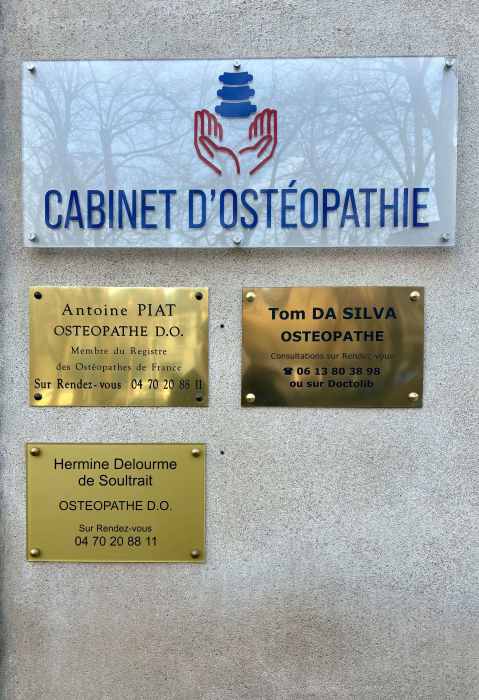 CABINET D'OSTÉOPATHIE
Antoine PIAT
OSTEOPATHE D.O.
Membre du Registre
des Ostéopathes de France
Sur Rendez-vous 04 70 20 88 11
Tom DA SILVA
OSTEOPATHE
Consultations sur Rendez-vous
☎ 06 13 80 38 98
ou sur Doctolib
Hermine Delourme
de Soultrait
OSTEOPATHE D.O.
Sur Rendez-vous
04 70 20 88 11